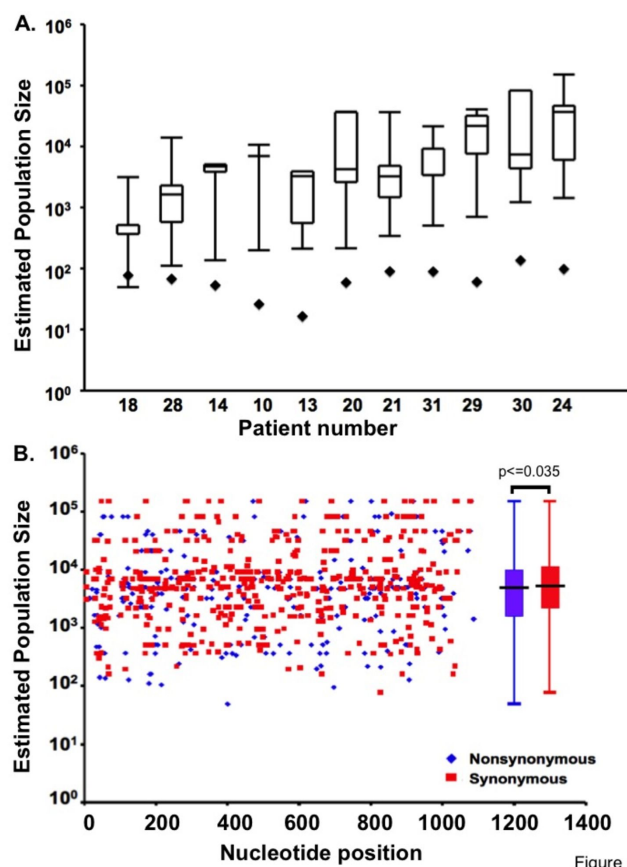 A.
Estimated Population Size
10⁶
10⁵
10⁴
10³
10²
10¹
10⁰
18 28 14 10 13 20 21 31 29 30 24
Patient number
B.
Estimated Population Size
10⁶
10⁵
10⁴
10³
10²
10¹
10⁰
p<=0.035
Nonsynonymous
Synonymous
0 200 400 600 800 1000 1200 1400
Nucleotide position
Figure